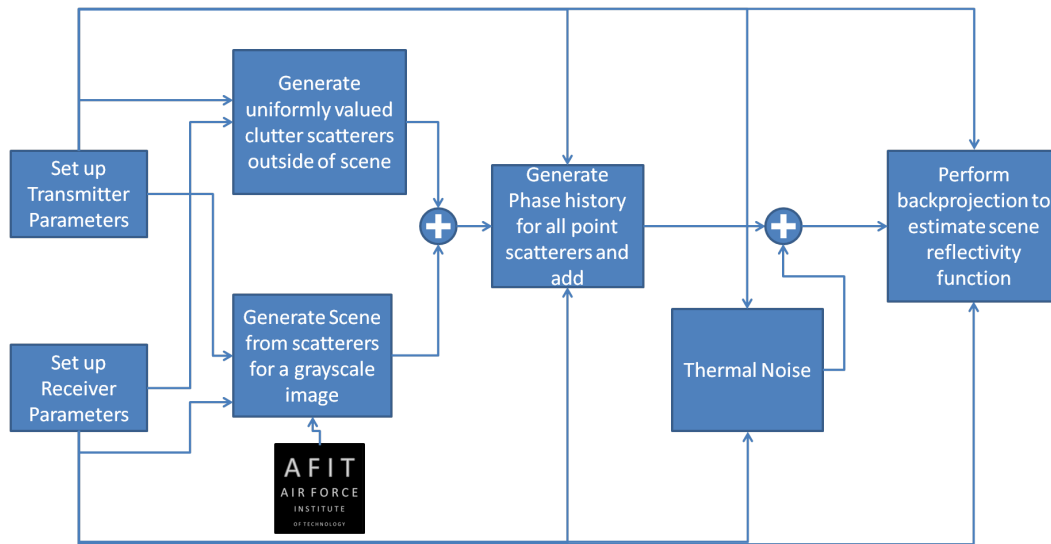 Generate
uniformly valued
clutter scatterers
outside of scene
Set up
Transmitter
Parameters
Generate
Phase history
for all point
scatterers and
add
Perform
backprojection to
estimate scene
reflectivity
function
Generate Scene
from scatterers
for a grayscale
image
Set up
Receiver
Parameters
Thermal Noise
AFIT
AIR FORCE
INSTITUTE
OF TECHNOLOGY